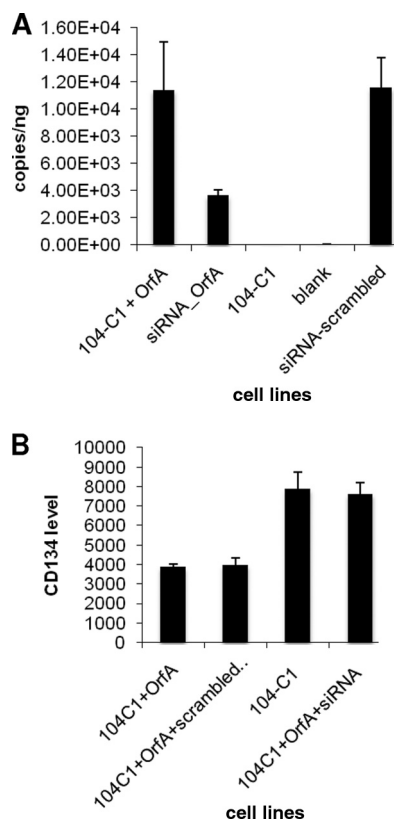 A
copies/ng
1.60E+04
1.40E+04
1.20E+04
1.00E+04
8.00E+03
6.00E+03
4.00E+03
2.00E+03
0.00E+00
104-C1 + OrfA
siRNA_OrfA
104-C1
blank
siRNA-scrambled
cell lines
B
CD134 level
10000
9000
8000
7000
6000
5000
4000
3000
2000
1000
0
104C1+OrfA
104C1+OrfA+scrambled..
104-C1
104C1+OrfA+siRNA
cell lines